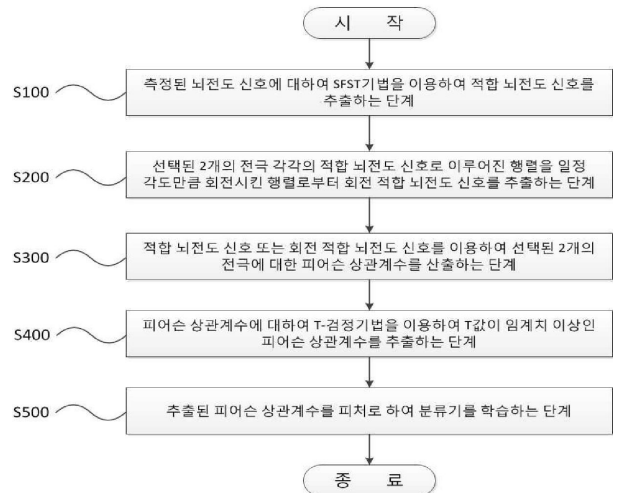 시 작
S100
측정된 뇌전도 신호에 대하여 SFST기법을 이용하여 적합 뇌전도 신호를
추출하는 단계
S200
선택된 2개의 전극 각각의 적합 뇌전도 신호로 이루어진 행렬을 일정
각도만큼 회전시킨 행렬로부터 회전 적합 뇌전도 신호를 추출하는 단계
S300
적합 뇌전도 신호 또는 회전 적합 뇌전도 신호를 이용하여 선택된 2개의
전극에 대한 피어슨 상관계수를 산출하는 단계
S400
피어슨 상관계수에 대하여 T-검정기법을 이용하여 T값이 임계치 이상인
피어슨 상관계수를 추출하는 단계
S500
추출된 피어슨 상관계수를 피처로 하여 분류기를 학습하는 단계
종 료